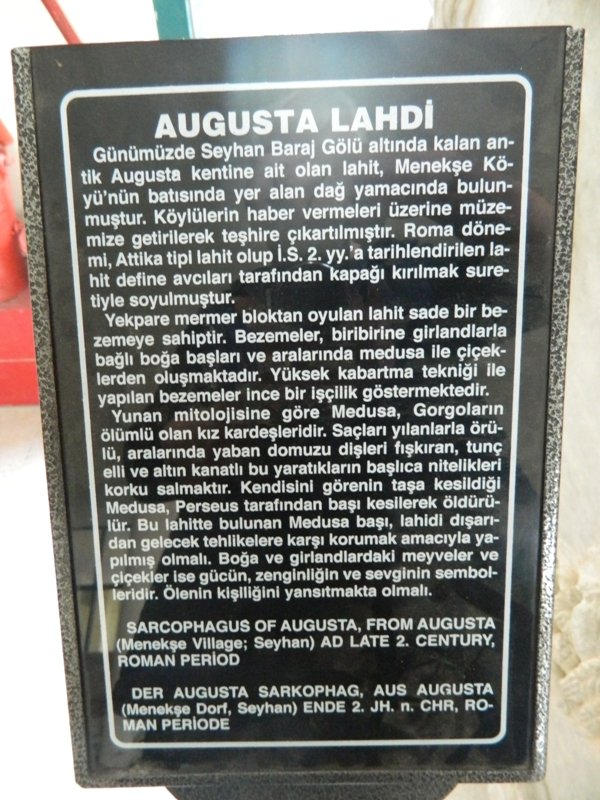 AUGUSTA LAHDİ
Günümüzde Seyhan Baraj Gölü altında kalan an-
tik Augusta kentine ait olan lahit, Menekşe Kö-
yü'nün batısında yer alan dağ yamacında bulun-
muştur. Köylülerin haber vermeleri üzerine müze-
mize getirilerek teşhire çıkartılmıştır. Roma döne-
mi, Attika tipi lahit olup İ.S. 2. yy.'a tarihlendirilen la-
hit define avcıları tarafından kapağı kırılmak sure-
tiyle soyulmuştur.
Yekpare mermer bloktan oyulan lahit sade bir be-
zemeye sahiptir. Bezemeler, biribirine girlandlarla
bağlı boğa başları ve aralarında medusa ile çiçek-
lerden oluşmaktadır. Yüksek kabartma tekniği ile
yapılan bezemeler ince bir işçilik göstermektedir.
Yunan mitolojisine göre Medusa, Gorgoların
ölümlü olan kız kardeşleridir. Saçları yılanlarla örü-
lü, aralarında yaban domuzu dişleri fışkıran, tunç
elli ve altın kanatlı bu yaratıkların başlıca nitelikleri
korku salmaktır. Kendisini görenin taşa kesildiği
Medusa, Perseus tarafından başı kesilerek öldürü-
lür. Bu lahitte bulunan Medusa başı, lahidi dışarı-
dan gelecek tehlikelere karşı korumak amacıyla ya-
pılmış olmalı. Boğa ve girlandlardaki meyveler ve
çiçekler ise gücün, zenginliğin ve sevginin sembol-
leridir. Ölenin kişiliğini yansıtmakta olmalı.
SARCOPHAGUS OF AUGUSTA, FROM AUGUSTA
(Menekşe Village; Seyhan) AD LATE 2. CENTURY,
ROMAN PERIOD
DER AUGUSTA SARKOPHAG, AUS AUGUSTA
(Menekşe Dorf, Seyhan) ENDE 2. JH. n. CHR, RO-
MAN PERIODE